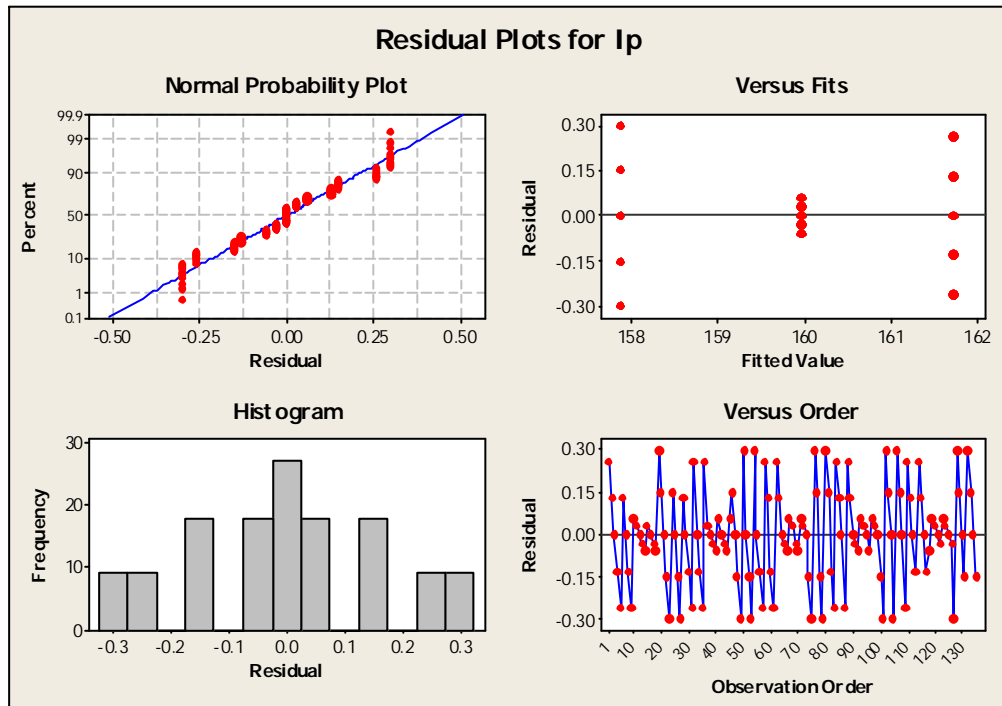 Residual Plots for Ip
Normal Probability Plot
Percent
99.9
99
90
50
10
1
0.1
-0.50 -0.25 0.00 0.25 0.50
Residual
Versus Fits
Residual
0.30
0.15
0.00
-0.15
-0.30
158 159 160 161 162
Fitted Value
Histogram
Frequency
30
20
10
0
-0.3 -0.2 -0.1 0.0 0.1 0.2 0.3
Residual
Versus Order
Residual
0.30
0.15
0.00
-0.15
-0.30
1 10 20 30 40 50 60 70 80 90 100 110 120 130
Observation Order